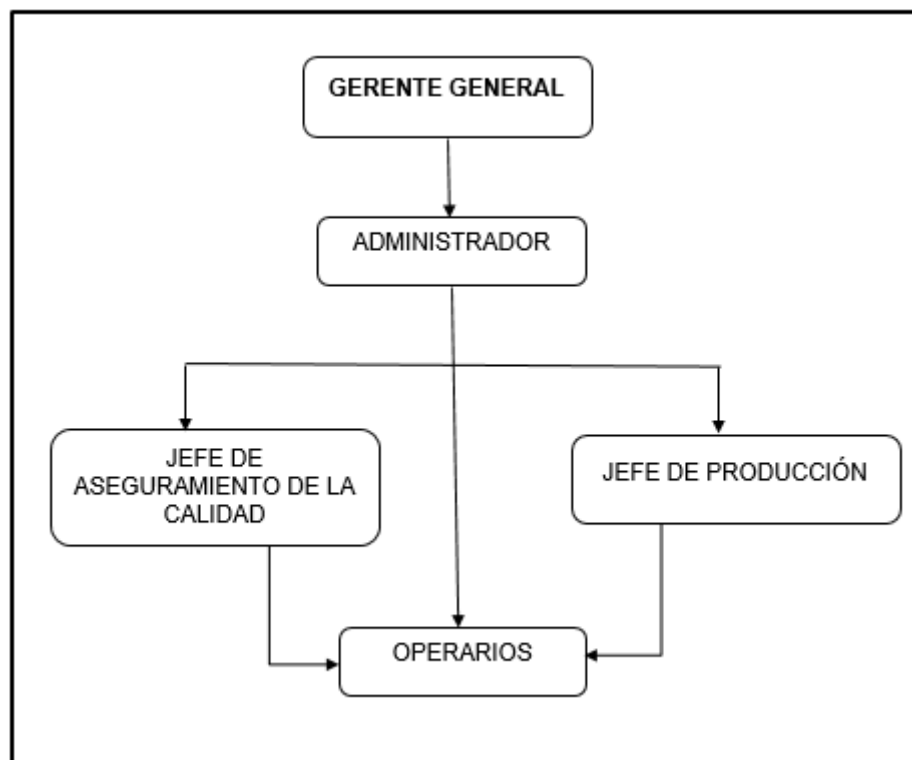 GERENTE GENERAL
ADMINISTRADOR
JEFE DE
ASEGURAMIENTO DE LA
CALIDAD
JEFE DE PRODUCCIÓN
OPERARIOS